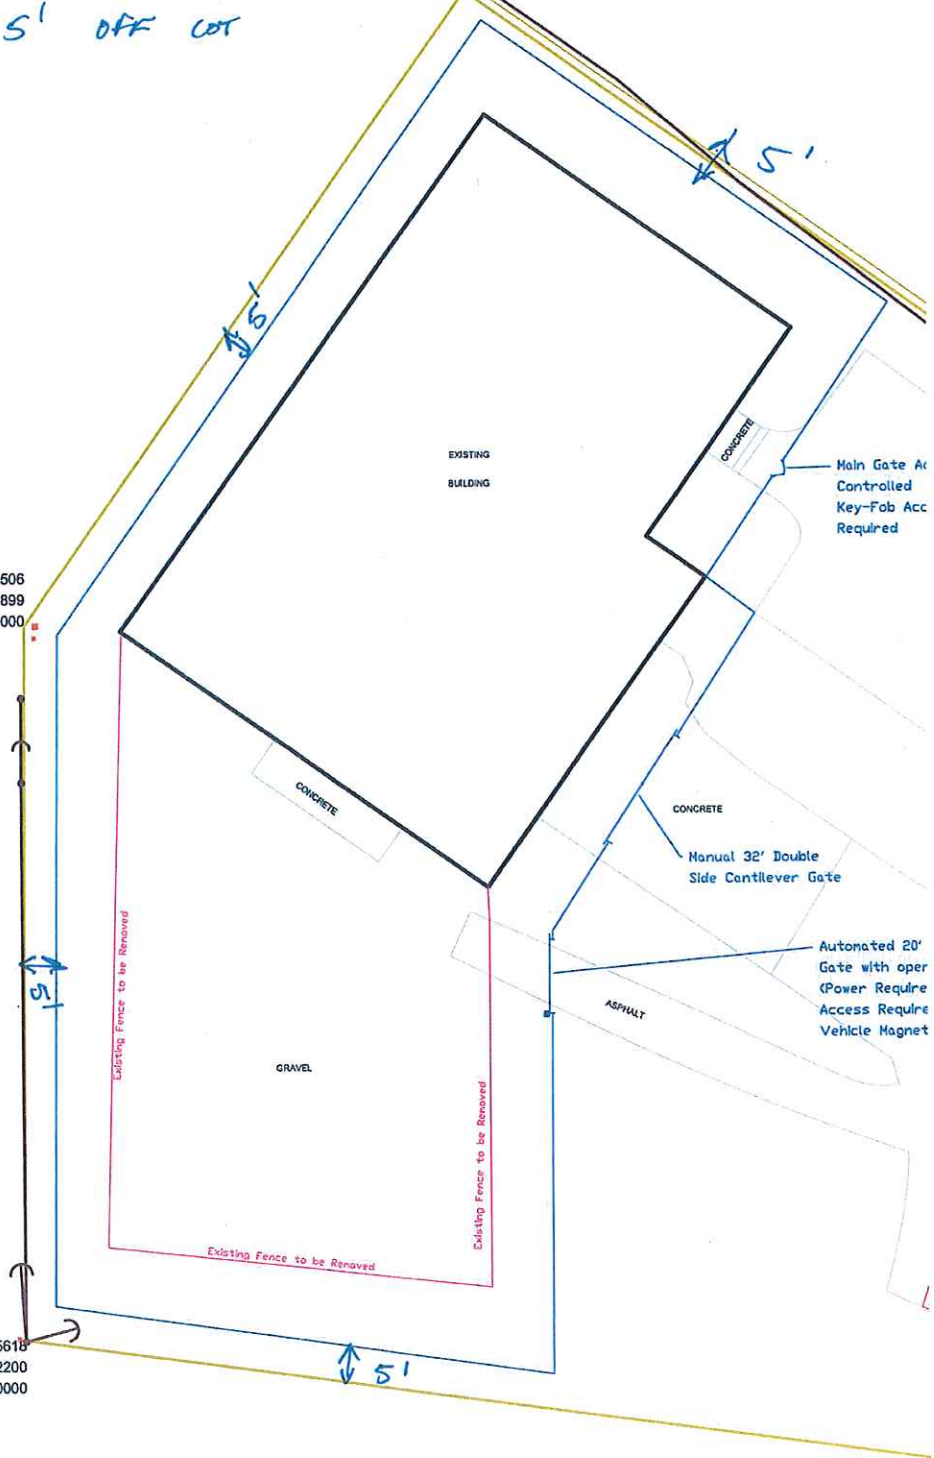 5' OFF LOT
5'
5'
EXISTING
BUILDING
CONCRETE
Main Gate
Controlled
Key-Fob Acc
Required
506
899
000
CONCRETE
CONCRETE
Manual 32' Double
Side Cantilever Gate
Existing Fence to be Removed
Automated 20'
Gate with oper
(Power Require
Access Require
Vehicle Magnet
5'
ASPHALT
GRAVEL
Existing Fence to be Removed
Existing Fence to be Removed
5618
2200
0000
5'